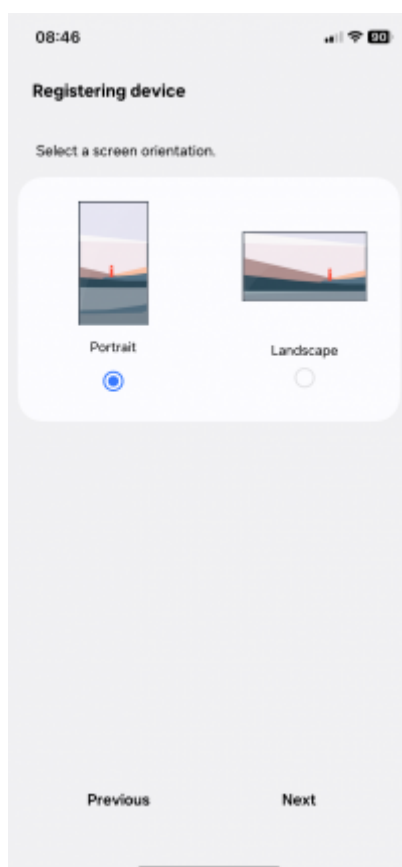 08:46
90
Registering device
Select a screen orientation.
Portrait
Landscape
Previous
Next